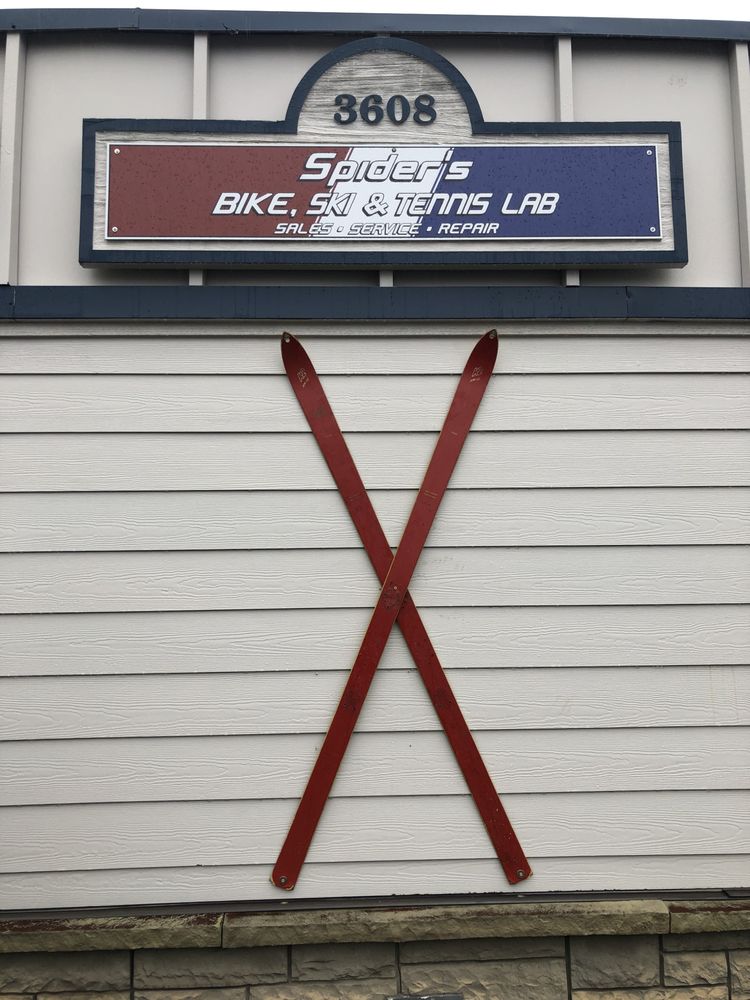 3608
Spider's
BIKE, SKI & TENNIS LAB
SALES • SERVICE • REPAIR